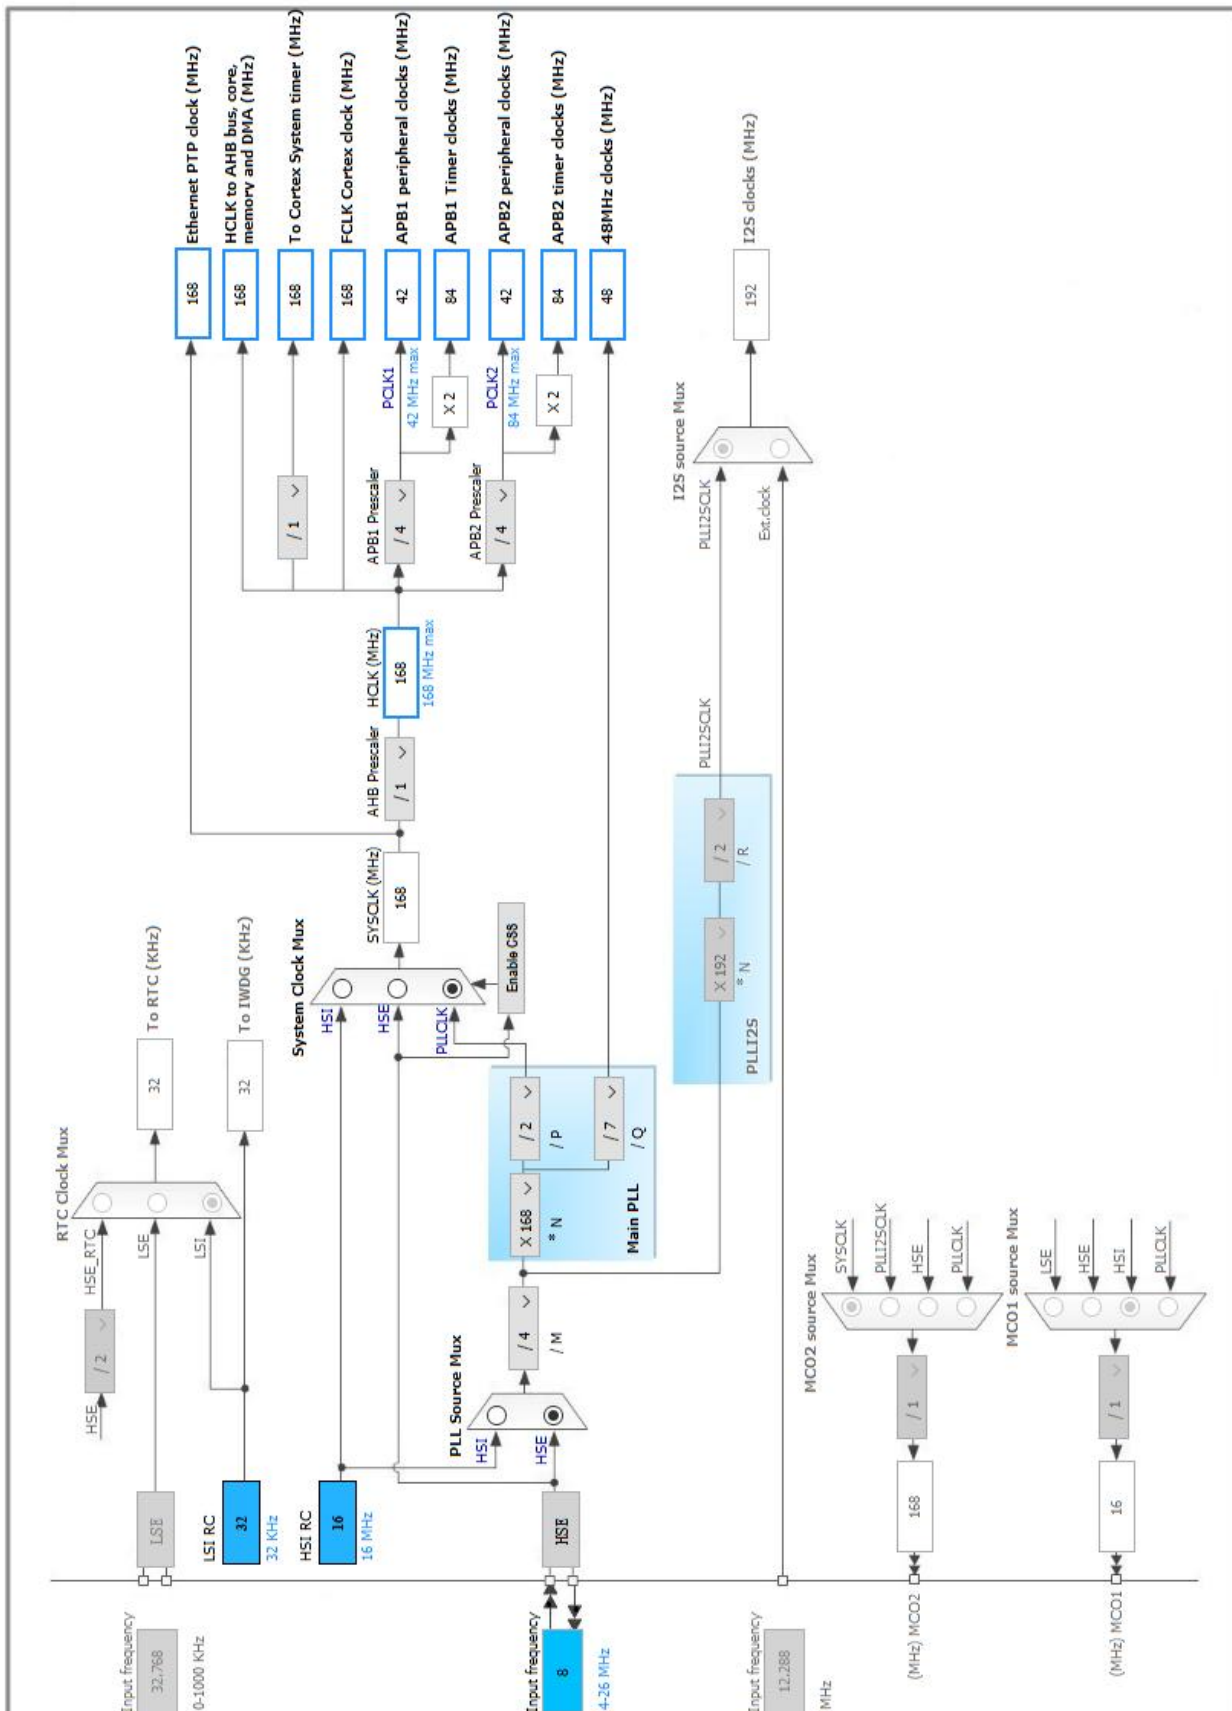 Input frequency
32.768
0-1000 KHz
LSE
HSE
/ 2
HSE_RTC
LSE
LSI
RTC Clock Mux
32
To RTC (KHz)
LSI RC
32
32 KHz
32
To IWDG (KHz)
HSI RC
16
16 MHz
System Clock Mux
HSI
HSE
PLLCLK
Enable CSS
SYSCLK (MHz)
168
AHB Prescaler
/ 1
HCLK (MHz)
168
168 MHz max
168
Ethernet PTP clock (MHz)
168
HCLK to AHB bus, core,
memory and DMA (MHz)
/ 1
168
To Cortex System timer (MHz)
168
FCLK Cortex clock (MHz)
APB1 Prescaler
/ 4
PCLK1
42 MHz max
42
APB1 peripheral clocks (MHz)
X 2
84
APB1 Timer clocks (MHz)
APB2 Prescaler
/ 4
PCLK2
84 MHz max
42
APB2 peripheral clocks (MHz)
X 2
84
APB2 timer clocks (MHz)
48
48MHz clocks (MHz)
Input frequency
8
4-26 MHz
HSE
PLL Source Mux
HSI
HSE
/ 4
/ M
X 168
* N
/ 2
/ P
/ 7
/ Q
Main PLL
PLLI2S
X 192
* N
/ 2
/ R
PLLI2SCLK
I2S source Mux
PLLI2SCLK
Ext.clock
192
I2S clocks (MHz)
Input frequency
12.288
MHz
MCO2 source Mux
SYSCLK
PLLI2SCLK
HSE
PLLCLK
/ 1
168
(MHz) MCO2
MCO1 source Mux
LSE
HSE
HSI
PLLCLK
/ 1
16
(MHz) MCO1